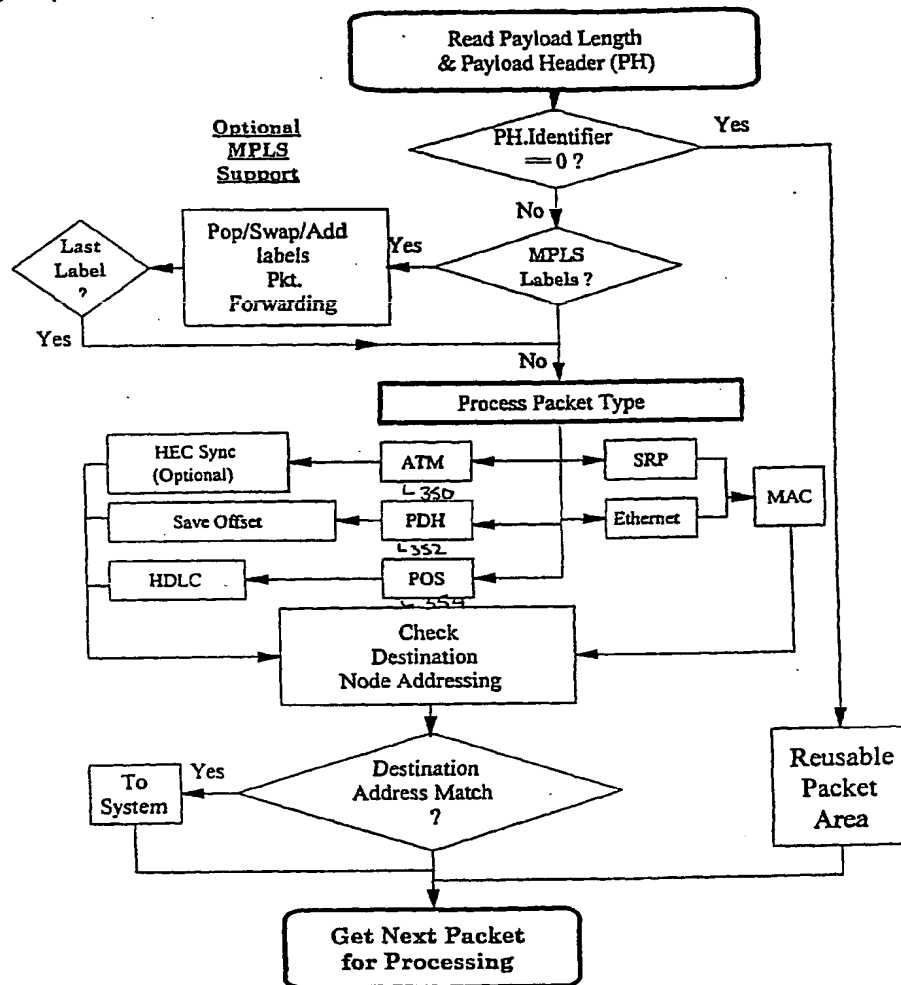 Read Payload Length
& Payload Header (PH)
PH.Identifier
== 0 ?
Yes
No
Optional
MPLS
Support
MPLS
Labels ?
Yes
Pop/Swap/Add
labels
Pkt.
Forwarding
Last
Label
?
Yes
No
Process Packet Type
HEC Sync
(Optional)
ATM
350
SRP
MAC
Save Offset
PDH
352
Ethernet
HDLC
POS
354
Check
Destination
Node Addressing
Destination
Address Match
?
Yes
To
System
Reusable
Packet
Area
Get Next Packet
for Processing